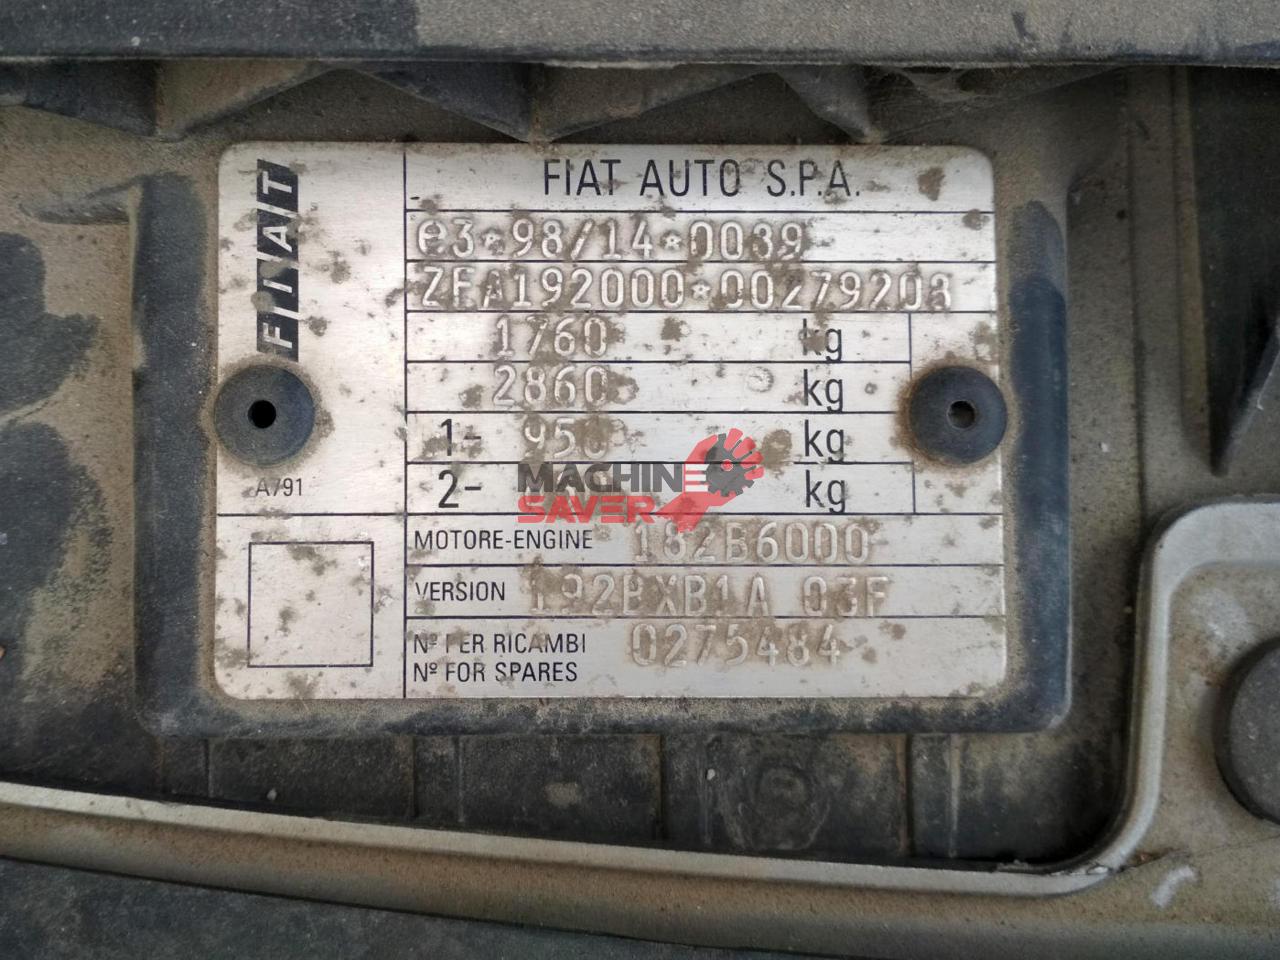 FIAT
FIAT AUTO S.P.A.
e3*98/14*0039
ZFA192000*00279208
1760 kg
2860 kg
1- 950 kg
2- kg
A791
MACHINE
SAVER
MOTORE-ENGINE 182B6000
VERSION 192BXB1A 03F
Nº PER RICAMBI
Nº FOR SPARES 0275484